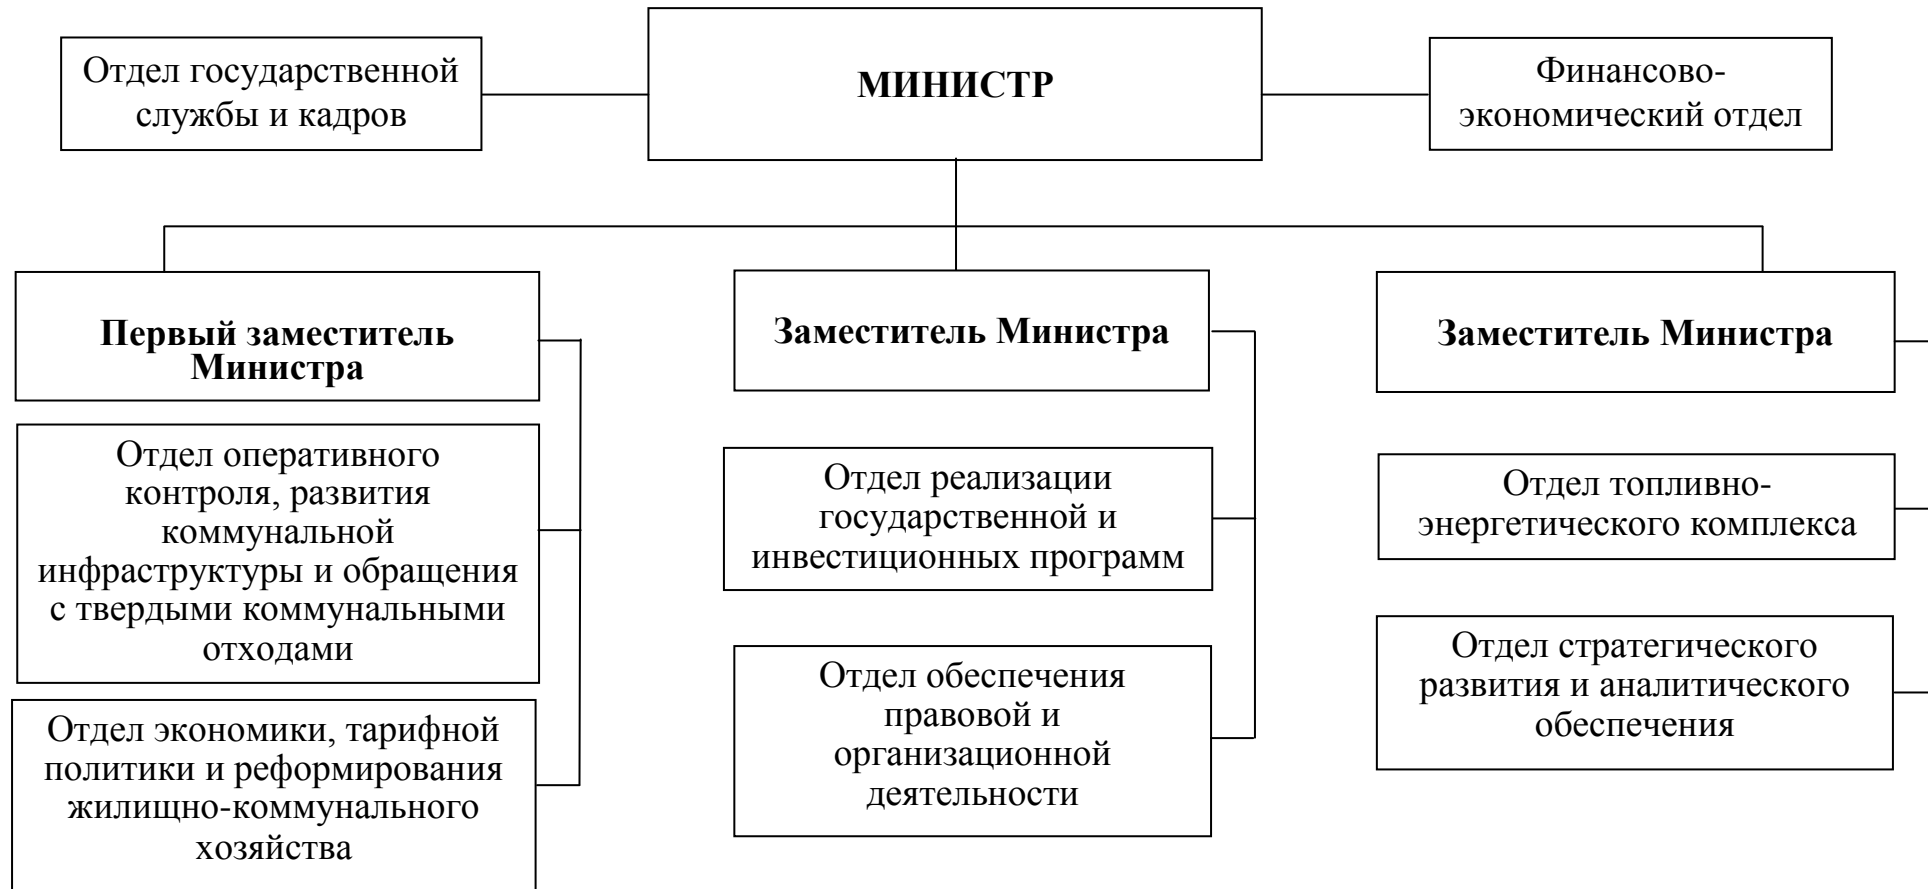 Отдел государственной
службы и кадров
МИНИСТР
Финансово-
экономический отдел
Первый заместитель
Министра
Заместитель Министра
Заместитель Министра
Отдел оперативного
контроля, развития
коммунальной
инфраструктуры и обращения
с твердыми коммунальными
отходами
Отдел реализации
государственной и
инвестиционных программ
Отдел топливно-
энергетического комплекса
Отдел экономики, тарифной
политики и реформирования
жилищно-коммунального
хозяйства
Отдел обеспечения
правовой и
организационной
деятельности
Отдел стратегического
развития и аналитического
обеспечения